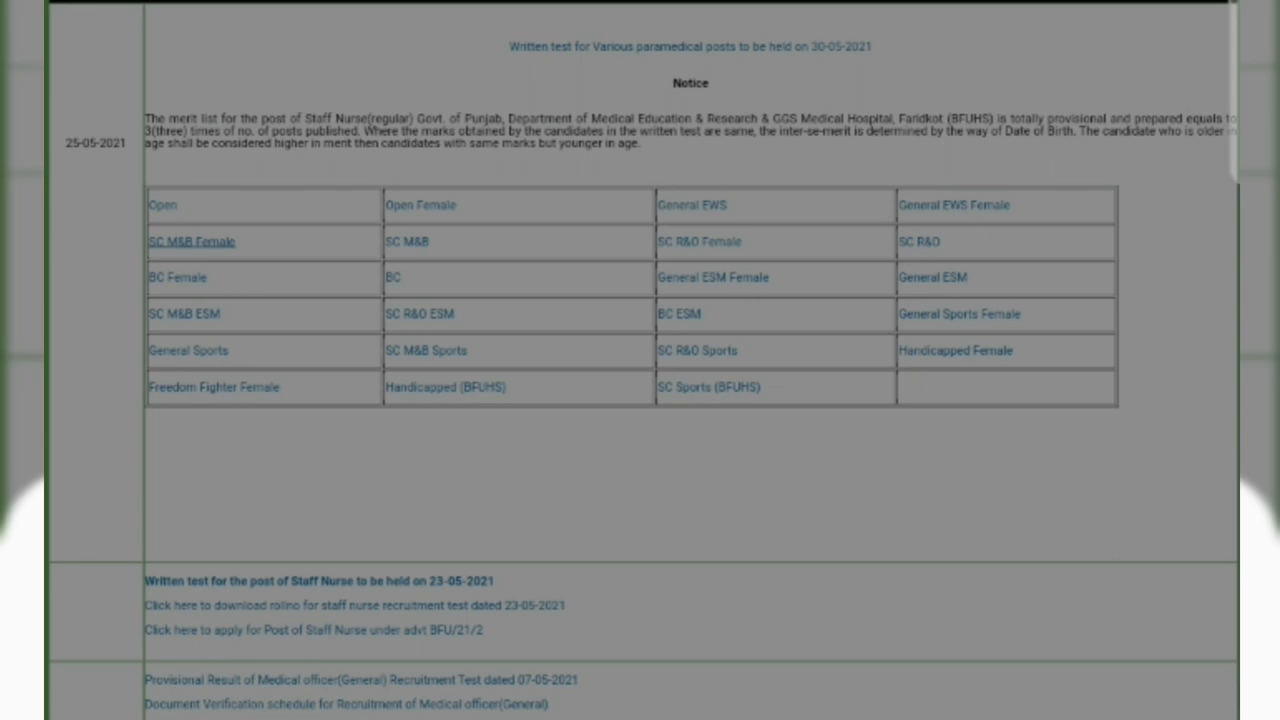 Written test for Various paramedical posts to be held on 30-05-2021
Notice
25-05-2021
The merit list for the post of Staff Nurse(regular) Govt. of Punjab, Department of Medical Education & Research & GGS Medical Hospital, Faridkot (BFUHS) is totally provisional and prepared equals to
3(three) times of no. of posts published. Where the marks obtained by the candidates in the written test are same, the inter-se-merit is determined by the way of Date of Birth. The candidate who is older in
age shall be considered higher in merit then candidates with same marks but younger in age.
Open Open Female General EWS General EWS Female
SC M&B Female SC M&B SC R&O Female SC R&O
BC Female BC General ESM Female General ESM
SC M&B ESM SC R&O ESM BC ESM General Sports Female
General Sports SC M&B Sports SC R&O Sports Handicapped Female
Freedom Fighter Female Handicapped (BFUHS) SC Sports (BFUHS)
Written test for the post of Staff Nurse to be held on 23-05-2021
Click here to download rollno for staff nurse recruitment test dated 23-05-2021
Click here to apply for Post of Staff Nurse under advt BFU/21/2
Provisional Result of Medical officer(General) Recruitment Test dated 07-05-2021
Document Verification schedule for Recruitment of Medical officer(General)